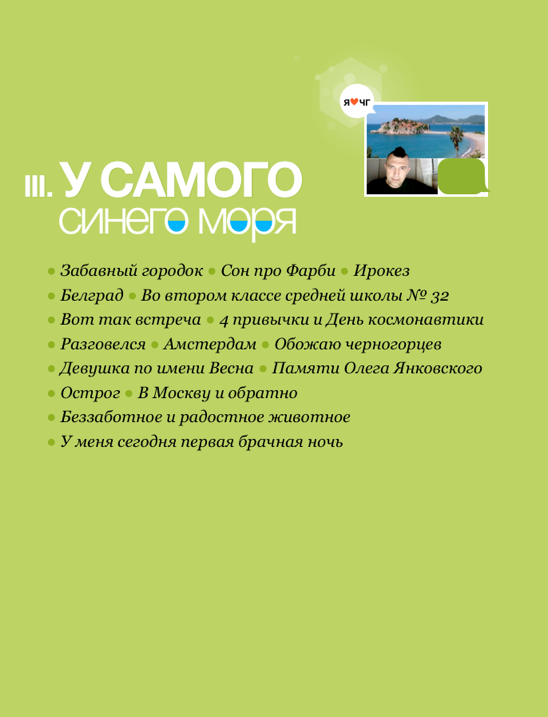 я♥чг
III. У САМОГО
синего моря
• Забавный городок • Сон про Фарби • Ирокез
• Белград • Во втором классе средней школы № 32
• Вот так встреча • 4 привычки и День космонавтики
• Разговелся • Амстердам • Обожаю черногорцев
• Девушка по имени Весна • Памяти Олега Янковского
• Острог • В Москву и обратно
• Беззаботное и радостное животное
• У меня сегодня первая брачная ночь